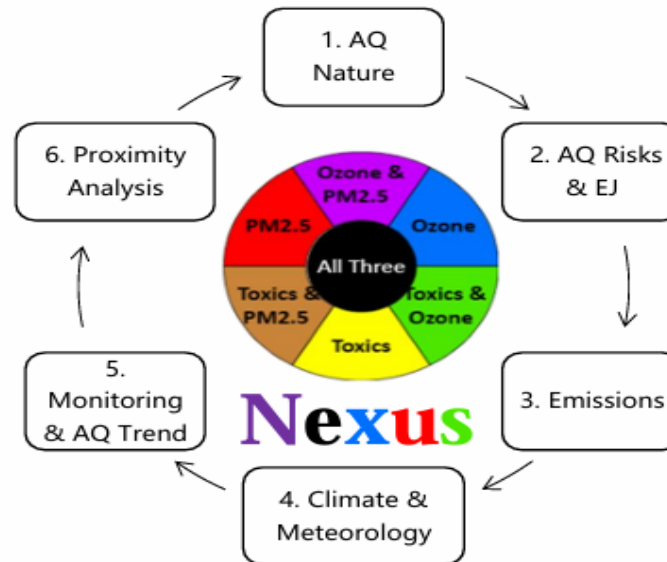 1. AQ
Nature
6. Proximity
Analysis
2. AQ Risks
& EJ
Ozone &
PM2.5
PM2.5
Ozone
All Three
Toxics &
PM2.5
Toxics &
Ozone
Toxics
5.
Monitoring
& AQ Trend
3. Emissions
Nexus
4. Climate &
Meteorology